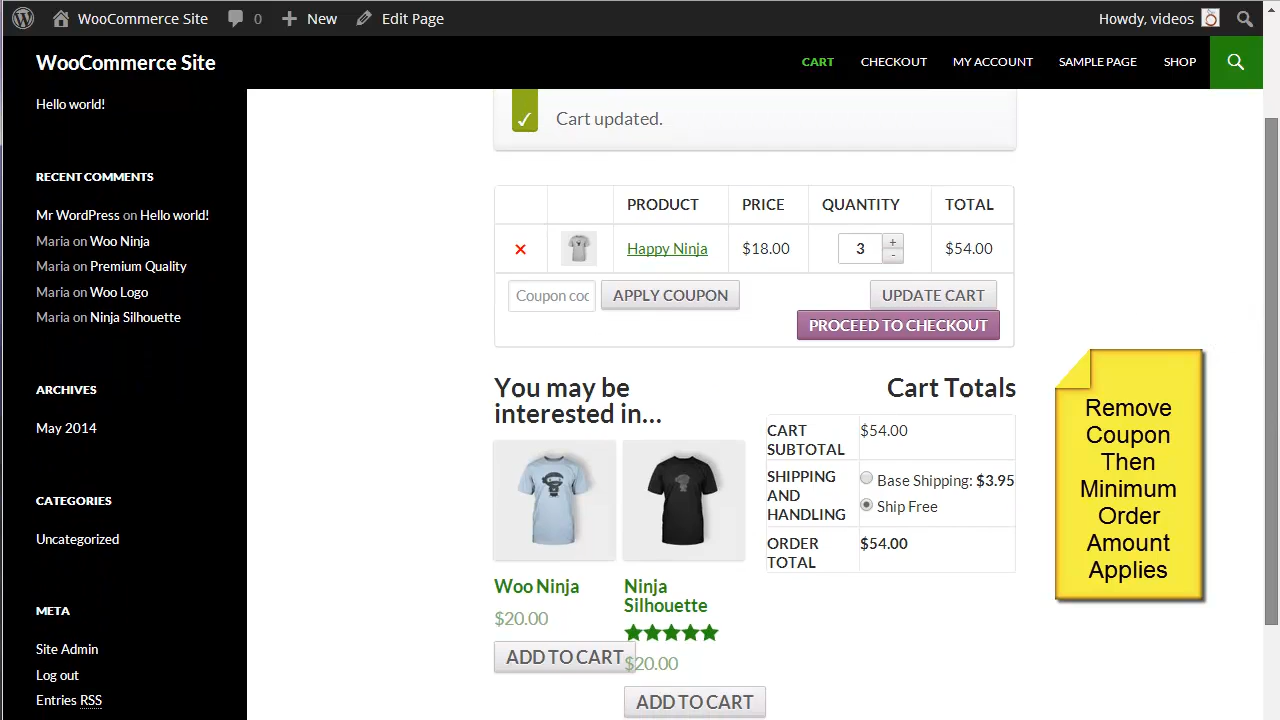 WooCommerce Site
0
New
Edit Page
Howdy, videos
WooCommerce Site
CART
CHECKOUT
MY ACCOUNT
SAMPLE PAGE
SHOP
Hello world!
RECENT COMMENTS
Mr WordPress on Hello world!
Maria on Woo Ninja
Maria on Premium Quality
Maria on Woo Logo
Maria on Ninja Silhouette
ARCHIVES
May 2014
CATEGORIES
Uncategorized
META
Site Admin
Log out
Entries RSS
Cart updated.
PRODUCT PRICE QUANTITY TOTAL
Happy Ninja $18.00 3 + - $54.00
Coupon coc
APPLY COUPON
UPDATE CART
PROCEED TO CHECKOUT
You may be
interested in…
Woo Ninja
$20.00
ADD TO CART
Ninja
Silhouette
$20.00
ADD TO CART
Cart Totals
CART
SUBTOTAL
$54.00
SHIPPING
AND
HANDLING
Base Shipping: $3.95
Ship Free
ORDER
TOTAL
$54.00
Remove
Coupon
Then
Minimum
Order
Amount
Applies